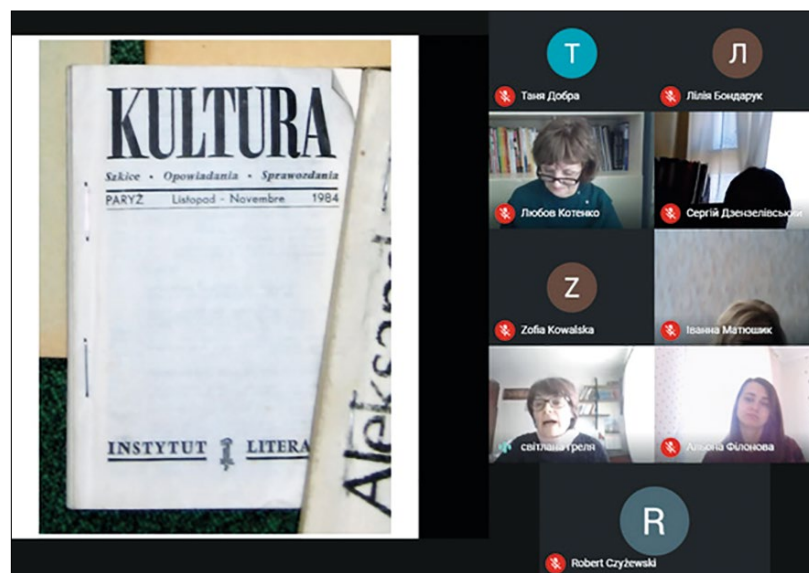 KULTURA
Szkice • Opowiadania • Sprawozdania
PARYŻ Listopad - Novembre 1984
INSTYTUT LITERA
Aleksand
T
Таня Добра
Л
Лілія Бондарук
Любов Котенко
Сергій Дзензелівськи
Z
Zofia Kowalska
Іванна Матюшик
світлана греля
Альона Філонова
R
Robert Czyżewski